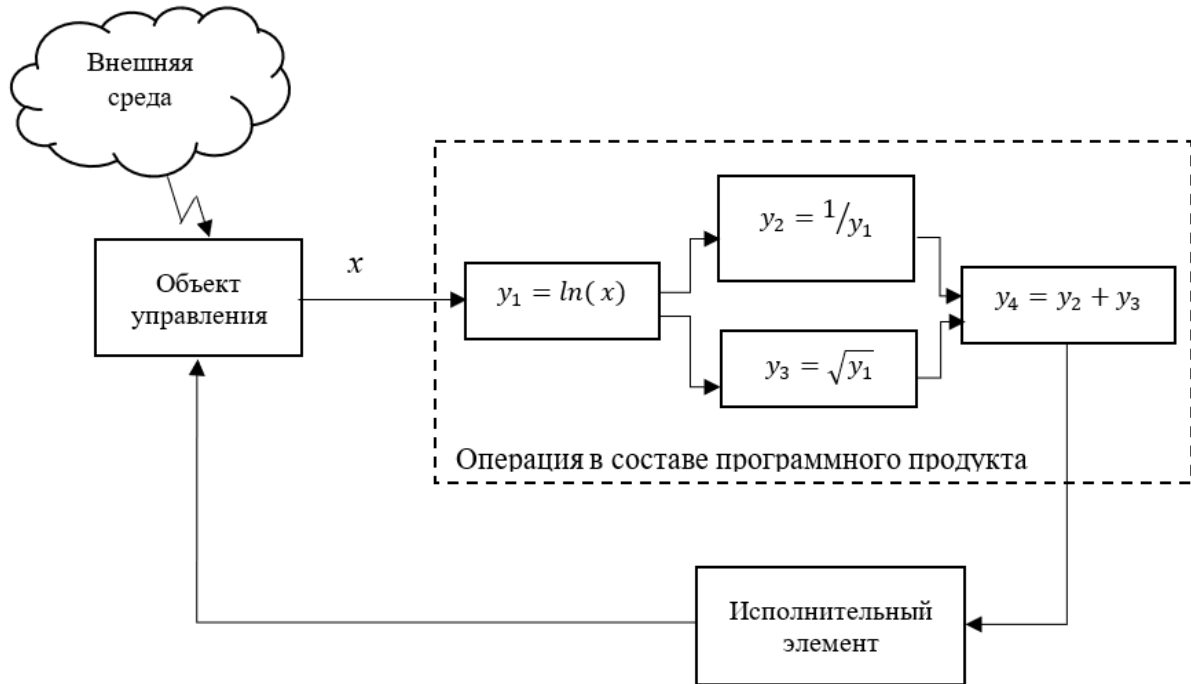 Внешняя
среда
Объект
управления
x
y₁ = ln( x)
y₂ = 1/y₁
y₃ = √y₁
y₄ = y₂ + y₃
Операция в составе программного продукта
Исполнительный
элемент